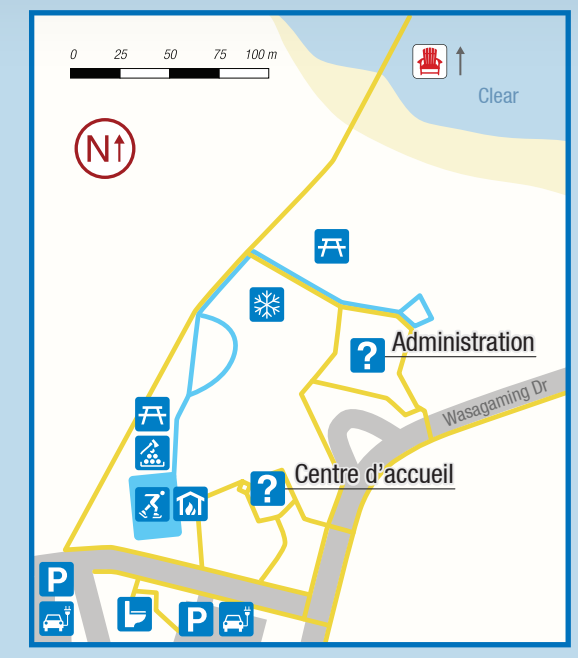 0 25 50 75 100 m
N
Clear
?
Administration
Wasagaming Dr
?
Centre d'accueil
P
P